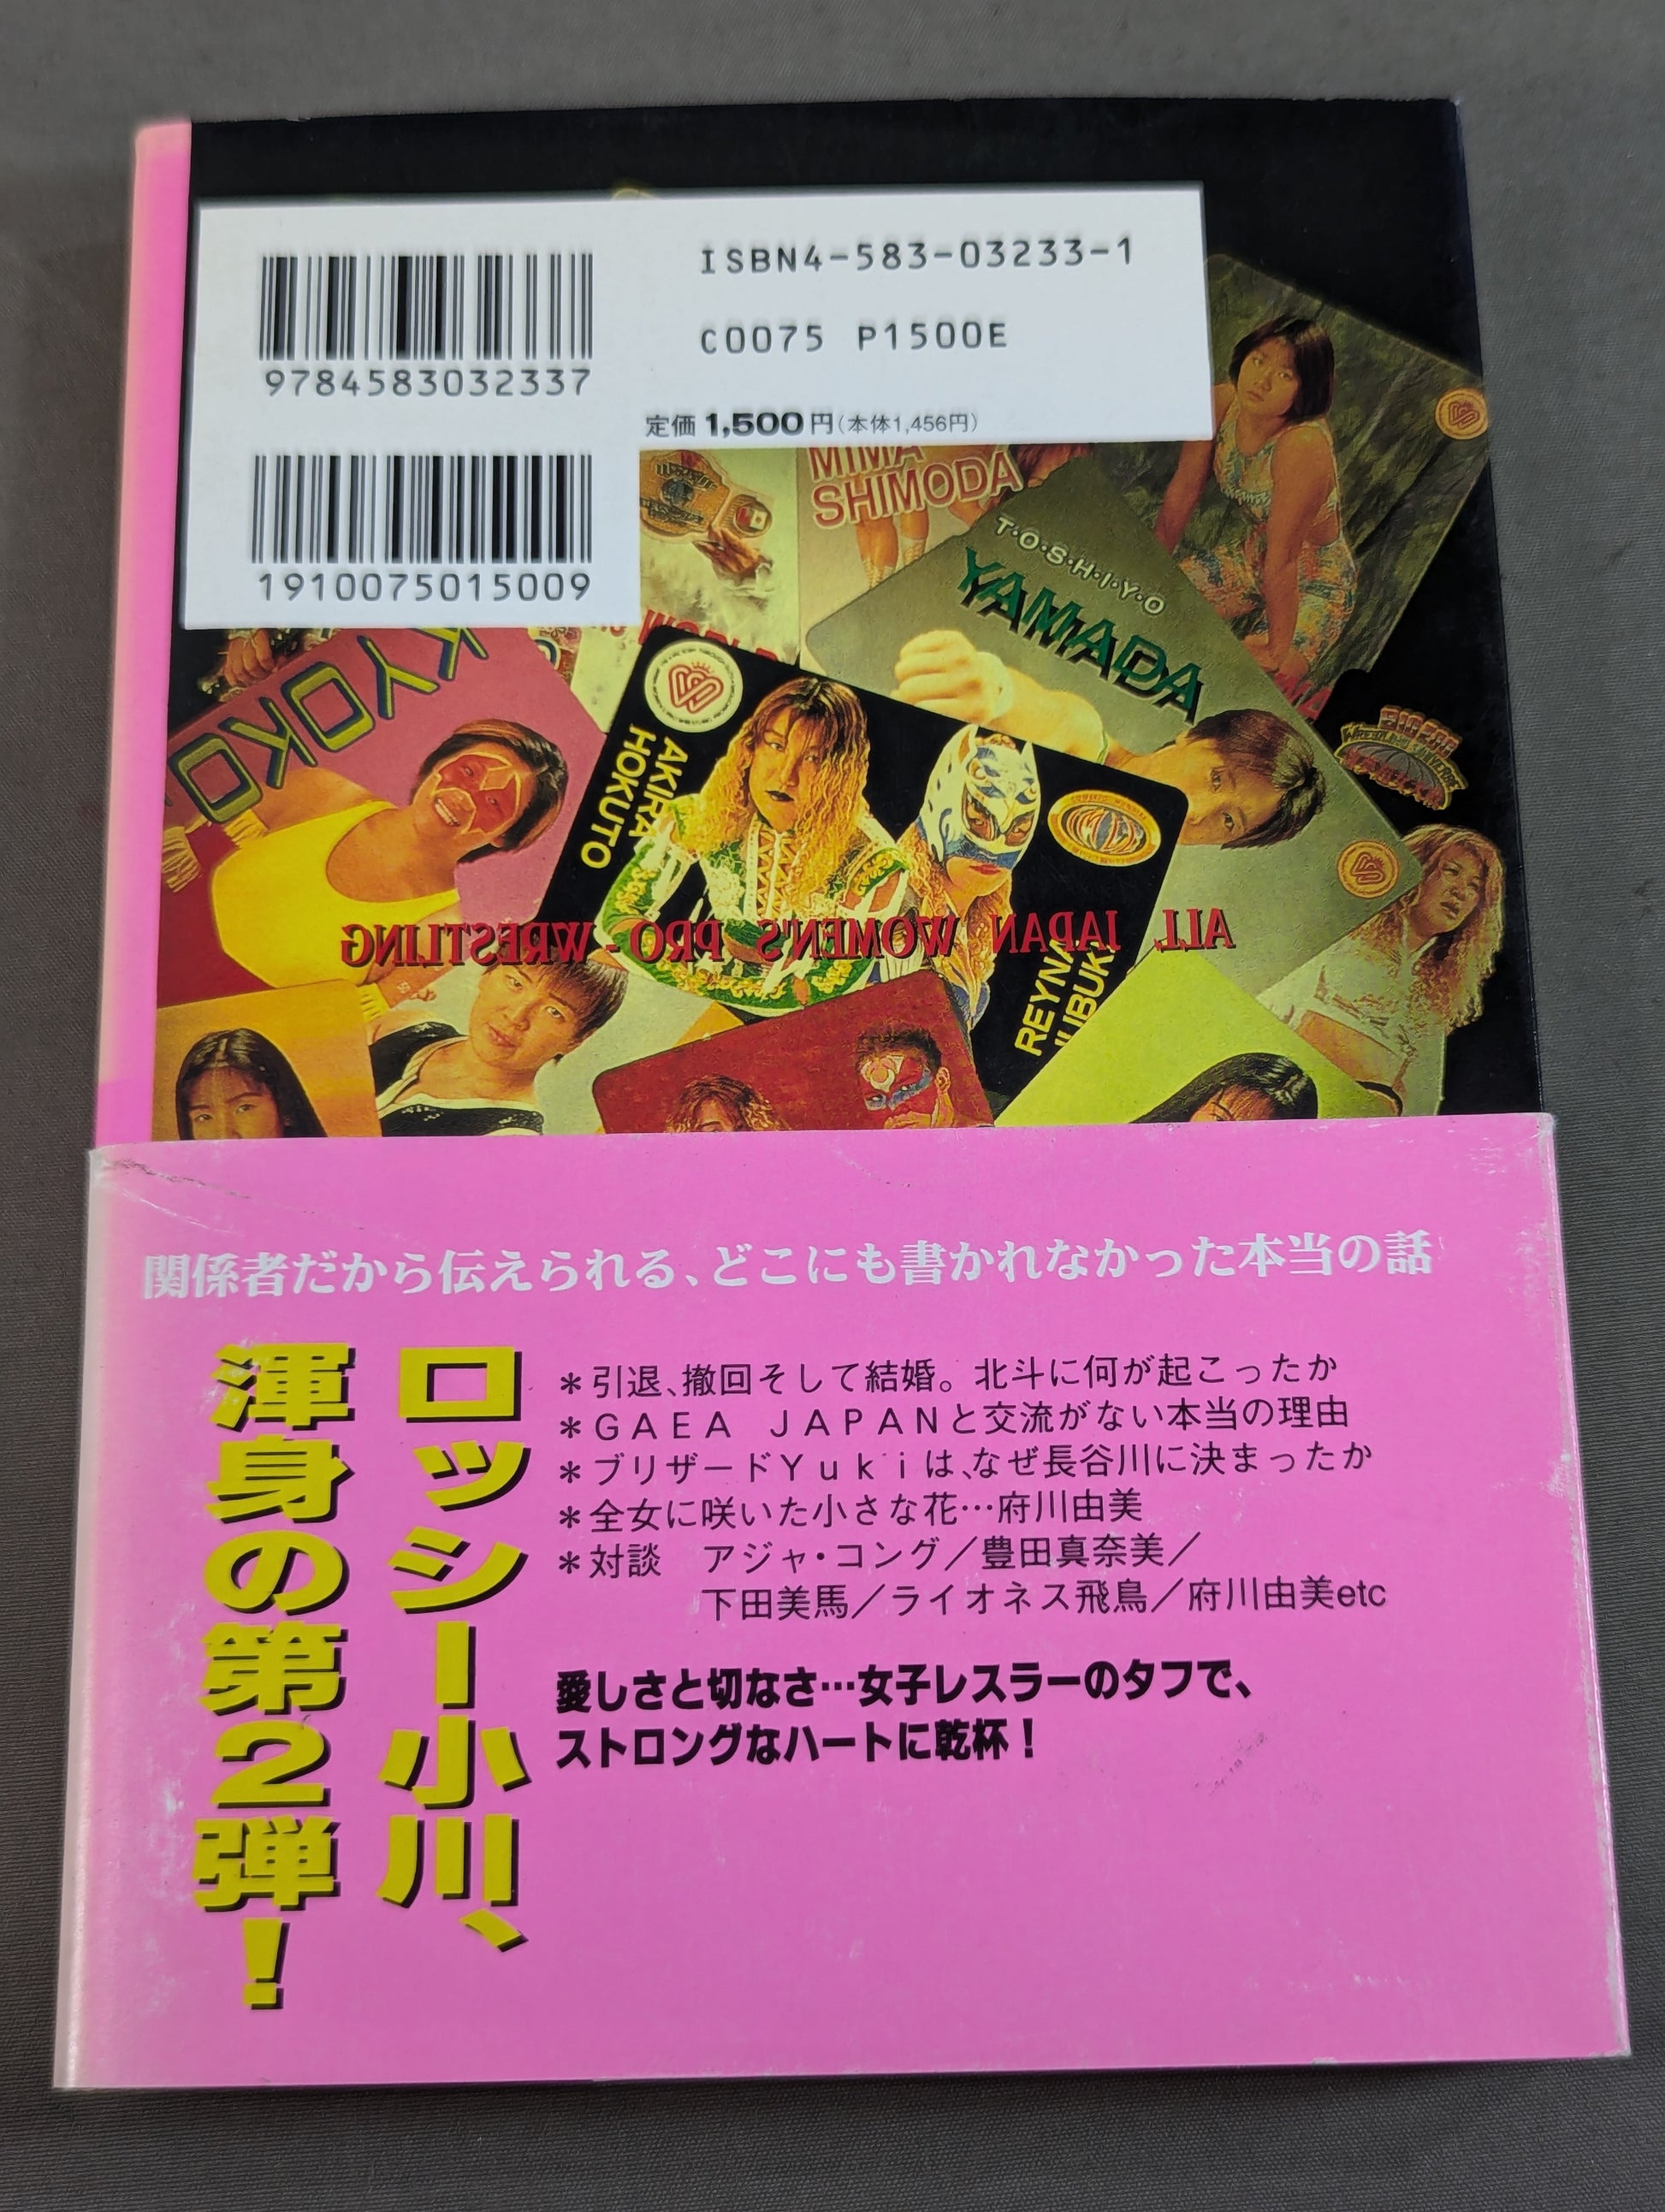 ISBN4-583-03233-1
C0075 P1500E
9784583032337
定価1,500円(本体1,456円)
1910075015009
MIMA
SHIMODA
T・O・S・H・I・Y・O
YAMADA
KYOKO
AKIRA
HOKUTO
REYNA
ALL JAPAN WOMEN'S PRO-WRESTLING
関係者だから伝えられる、どこにも書かれなかった本当の話
ロッシー小川、
渾身の第2弾!
＊引退、撤回そして結婚。北斗に何が起こったか
＊GAEA JAPANと交流がない本当の理由
＊ブリザードYukiは、なぜ長谷川に決まったか
＊全女に咲いた小さな花…府川由美
＊対談 アジャ・コング／豊田真奈美／
下田美馬／ライオネス飛鳥／府川由美etc
愛しさと切なさ…女子レスラーのタフで、
ストロングなハートに乾杯！